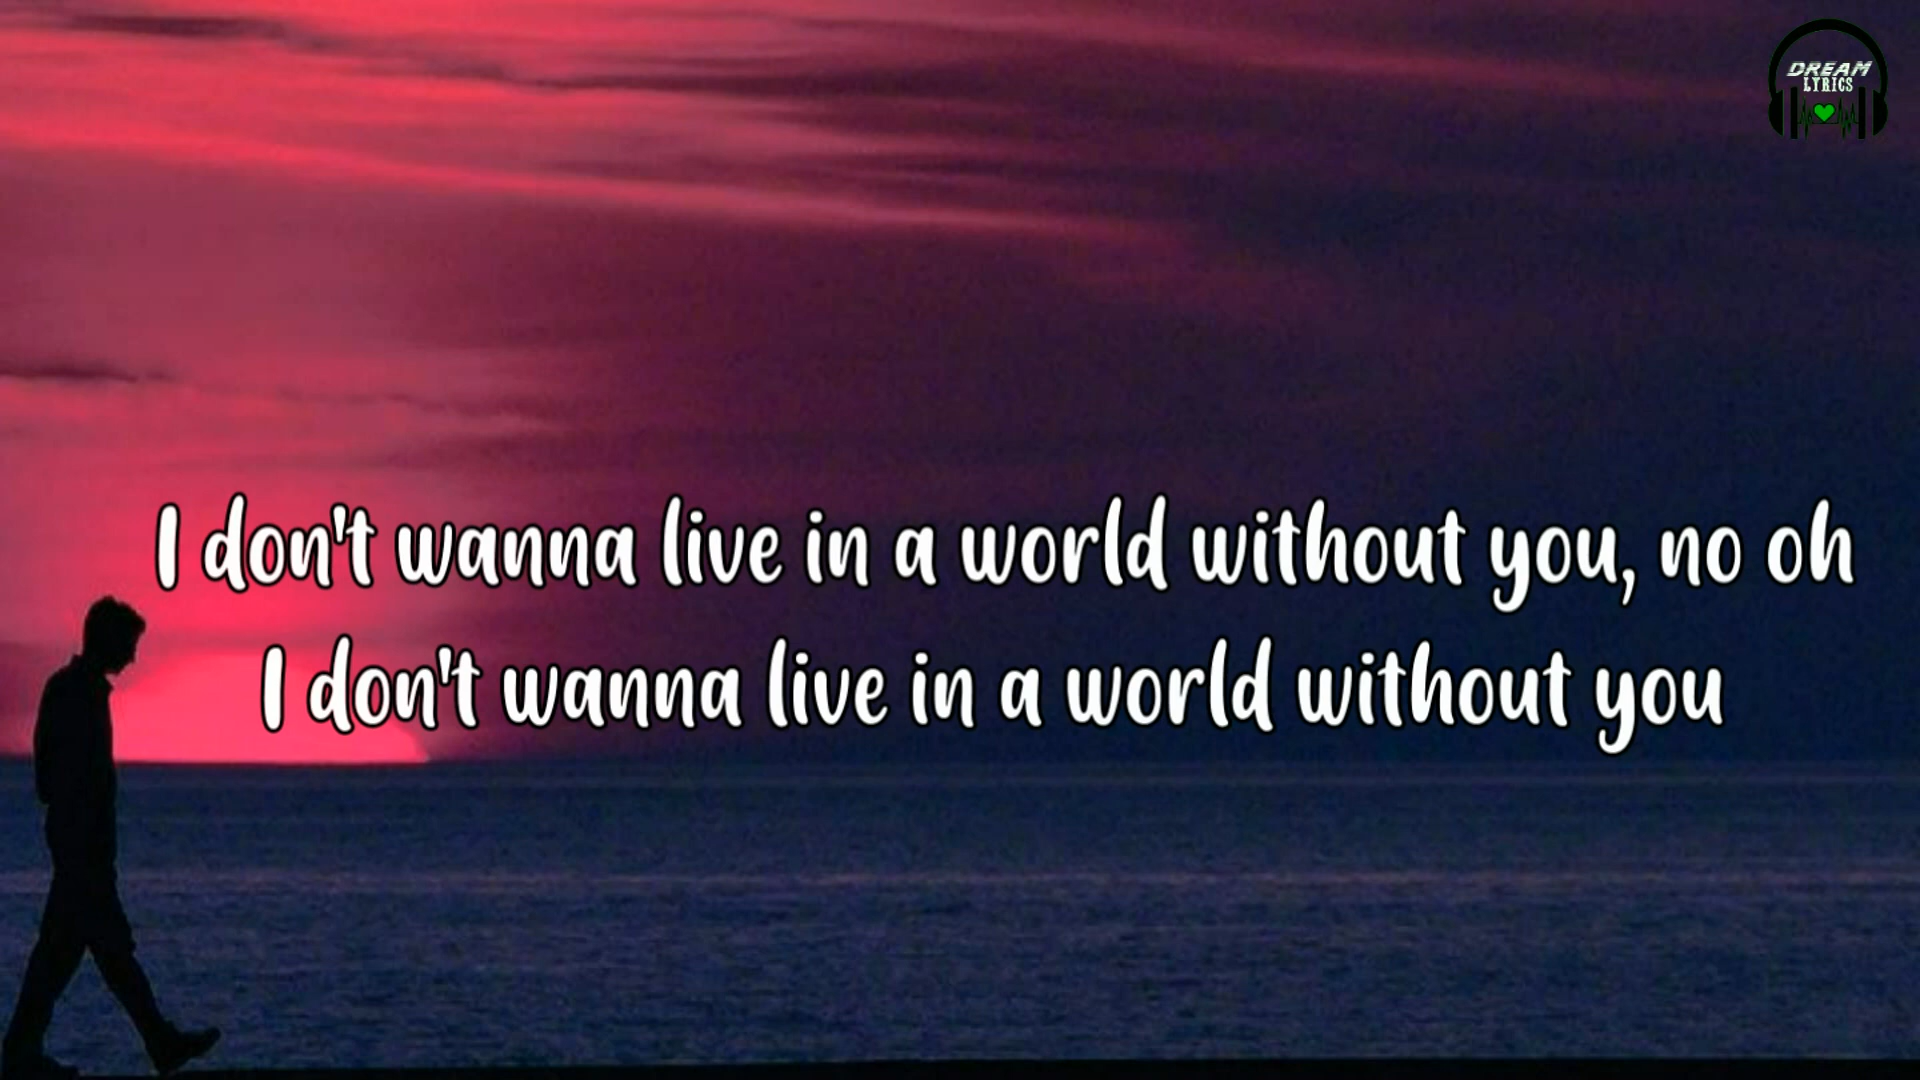 DREAM
LYRICS
I don't wanna live in a world without you, no oh
I don't wanna live in a world without you